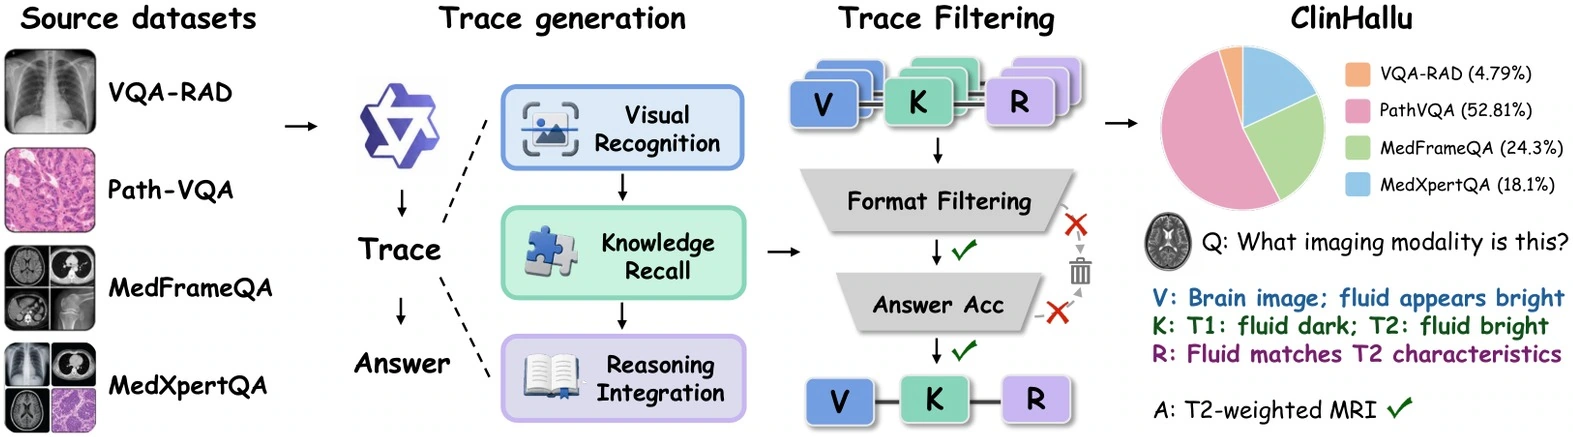 Source datasets
VQA-RAD
Path-VQA
MedFrameQA
MedXpertQA
Trace generation
Trace
Answer
Visual
Recognition
Knowledge
Recall
Reasoning
Integration
Trace Filtering
V K R
Format Filtering
Answer Acc
V K R
ClinHallu
VQA-RAD (4.79%)
PathVQA (52.81%)
MedFrameQA (24.3%)
MedXpertQA (18.1%)
Q: What imaging modality is this?
V: Brain image; fluid appears bright
K: T1: fluid dark; T2: fluid bright
R: Fluid matches T2 characteristics
A: T2-weighted MRI